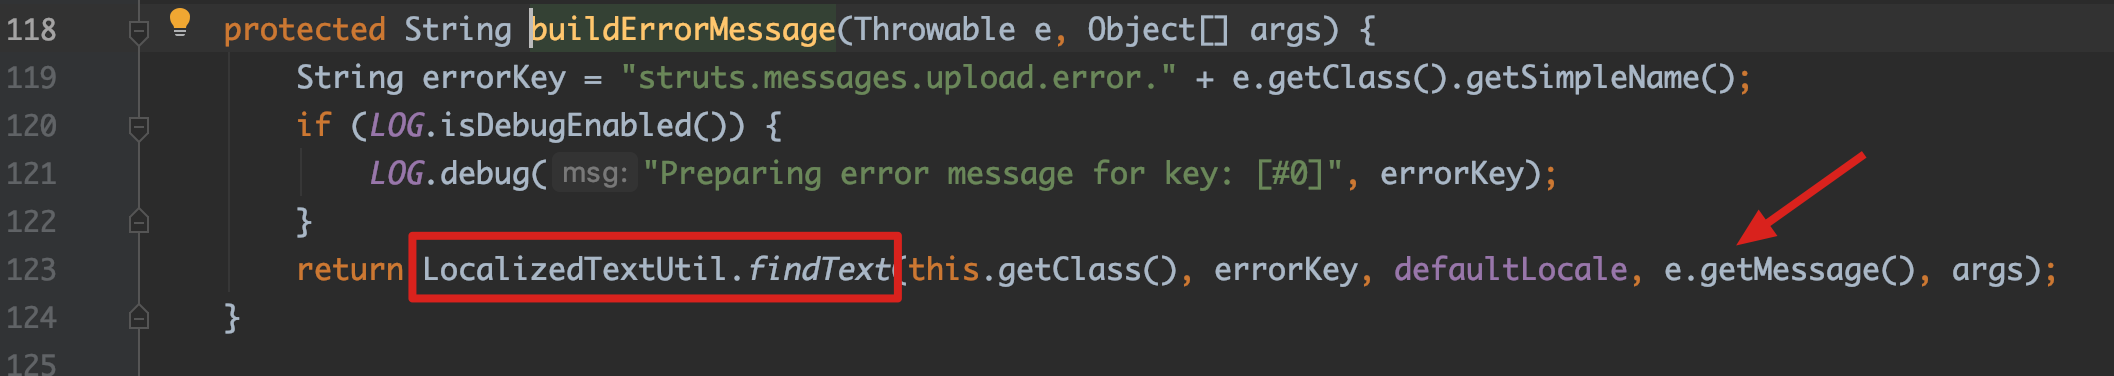 118 protected String buildErrorMessage(Throwable e, Object[] args) {
119 String errorKey = "struts.messages.upload.error." + e.getClass().getSimpleName();
120 if (LOG.isDebugEnabled()) {
121 LOG.debug( msg: "Preparing error message for key: [#0]", errorKey);
122 }
123 return LocalizedTextUtil.findText(this.getClass(), errorKey, defaultLocale, e.getMessage(), args);
124 }
125